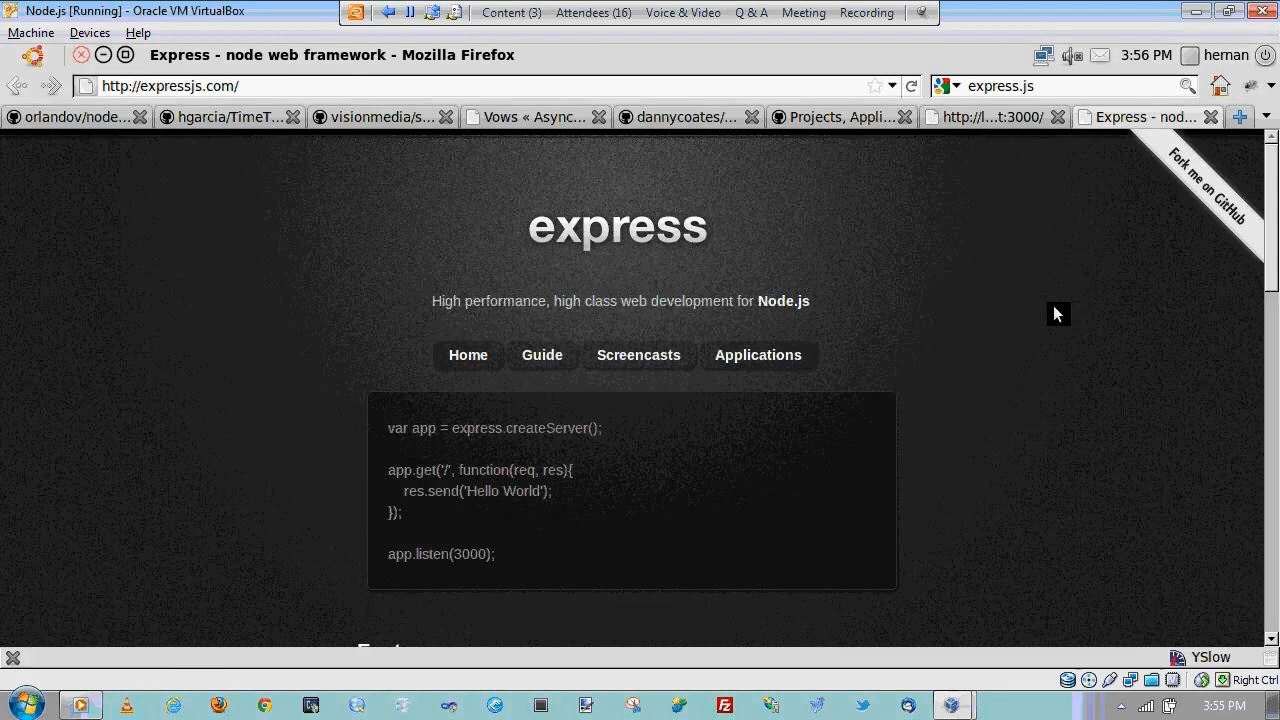 Node.js [Running] - Oracle VM VirtualBox
Content (3) Attendees (16) Voice & Video Q & A Meeting Recording
Machine Devices Help
Express - node web framework - Mozilla Firefox
3:56 PM hernan
http://expressjs.com/
express.js
orlandov/node... hgarcia/TimeT... visionmedia/s... Vows « Async... dannycoates/... Projects, Appli... http://l...t:3000/ Express - nod...
Fork me on GitHub
express
High performance, high class web development for Node.js
Home Guide Screencasts Applications
var app = express.createServer();
app.get('/', function(req, res){
res.send('Hello World');
});
app.listen(3000);
YSlow
Right Ctrl
3:55 PM